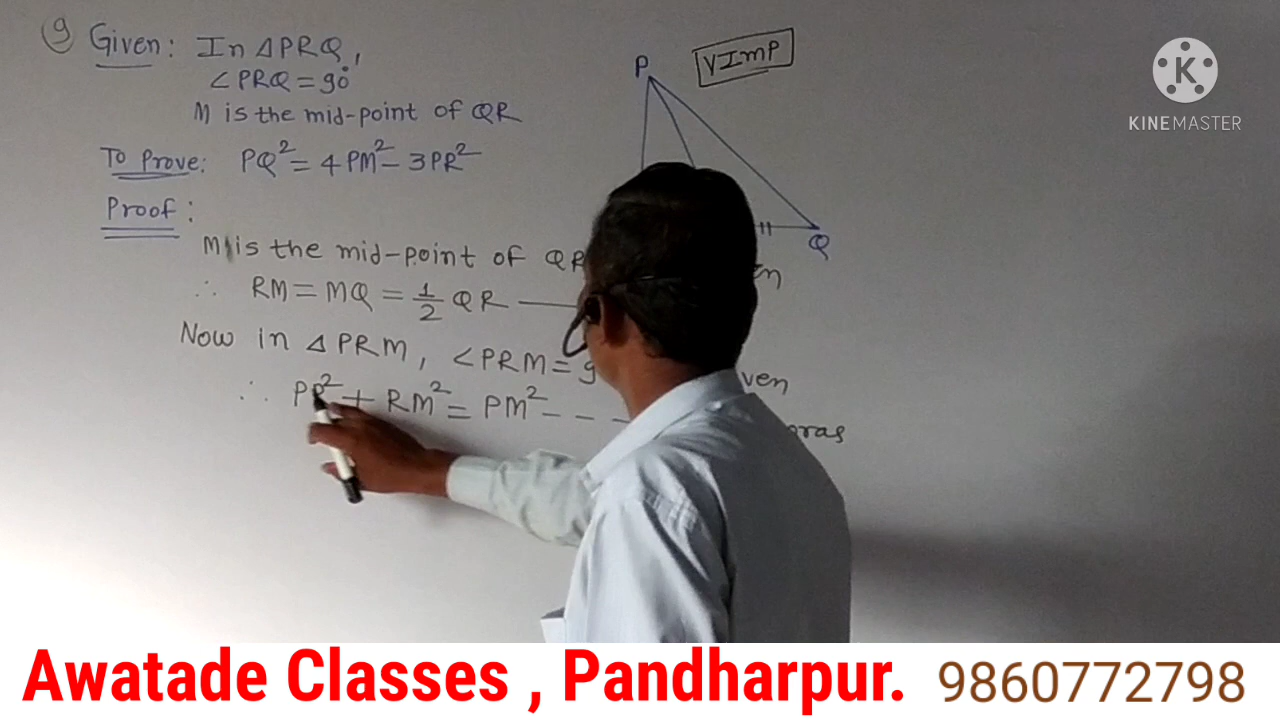 9 Given: In △PRQ,
∠PRQ = 90°
M is the mid-point of QR
To Prove: PQ² = 4PM² - 3PR²
Proof:
M is the mid-point of QR
∴ RM = MQ = 1/2 QR
Now in △PRM, ∠PRM = 9
∴ PR² + RM² = PM² - - -
VImP
P
Q
K
KINEMASTER
Awatade Classes , Pandharpur. 9860772798